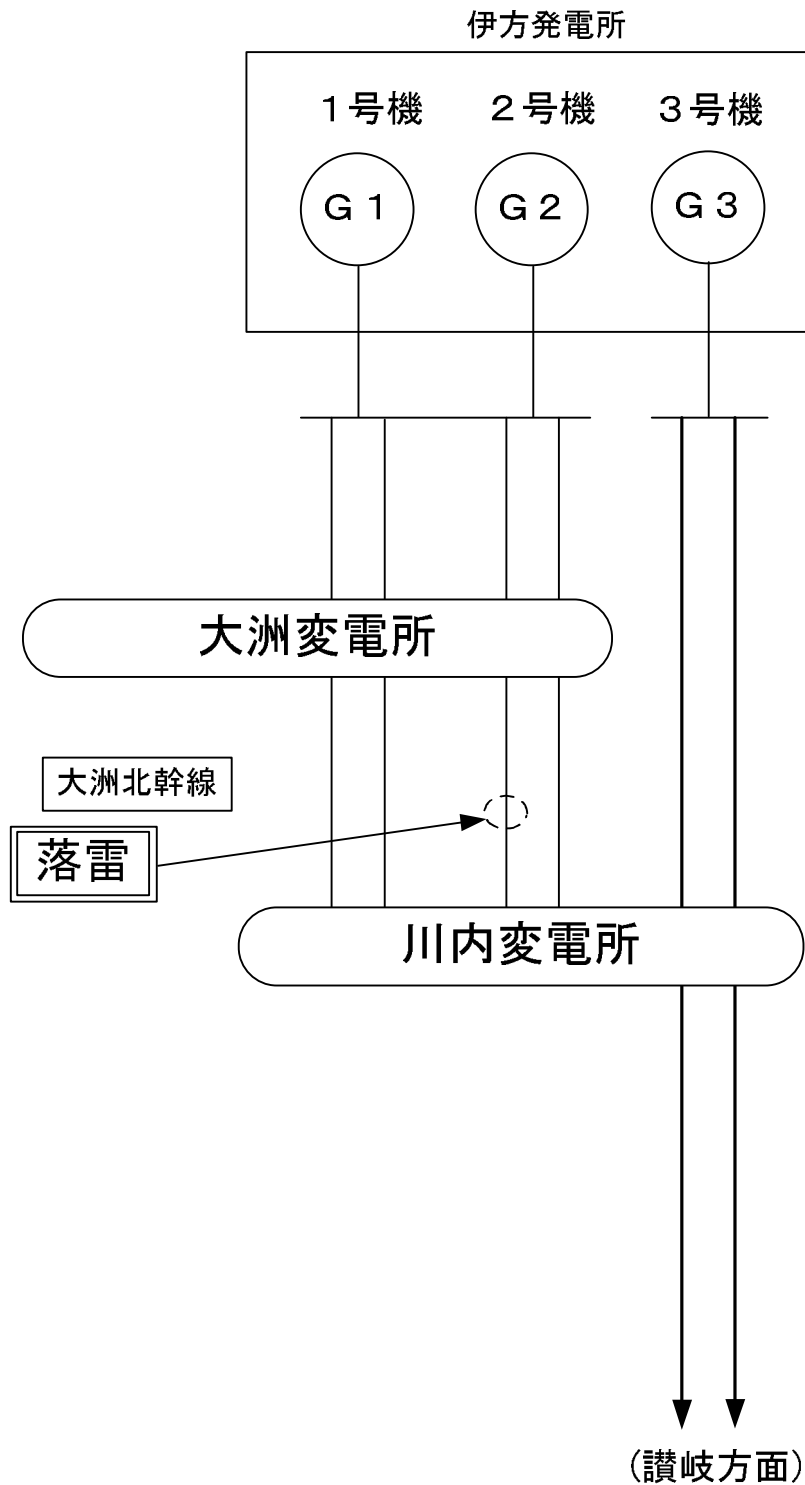 伊方発電所
１号機 ２号機 ３号機
Ｇ１ Ｇ２ Ｇ３
大洲変電所
大洲北幹線
落雷
川内変電所
(讃岐方面)